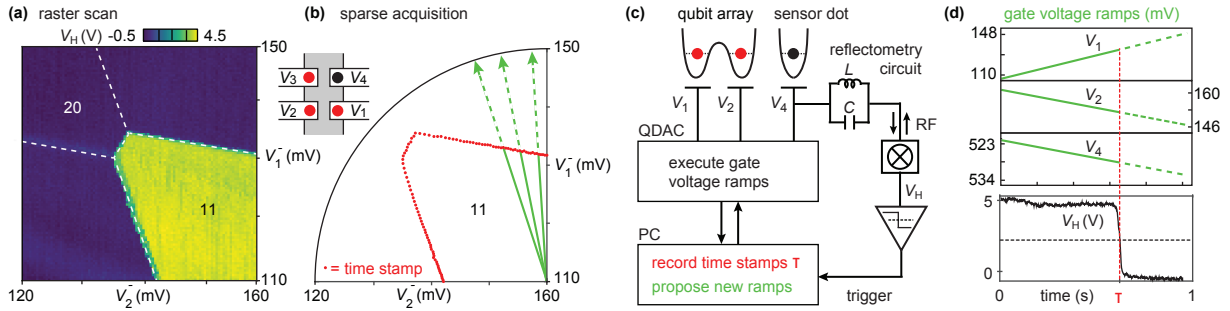 (a) raster scan
V_H (V) -0.5 4.5
150
20
11
V_1^- (mV)
110
120
V_2^- (mV)
160
(b) sparse acquisition
V_3 V_4
V_2 V_1
150
V_1^- (mV)
11
• = time stamp
110
120
V_2^- (mV)
160
(c) qubit array sensor dot
reflectometry
circuit
L
C
V_1 V_2 V_4
RF
QDAC
execute gate
voltage ramps
V_H
PC
record time stamps T
propose new ramps
trigger
(d) gate voltage ramps (mV)
148
V_1
110
V_2
160
146
523
V_4
534
5
V_H (V)
0
0 time (s) T 1